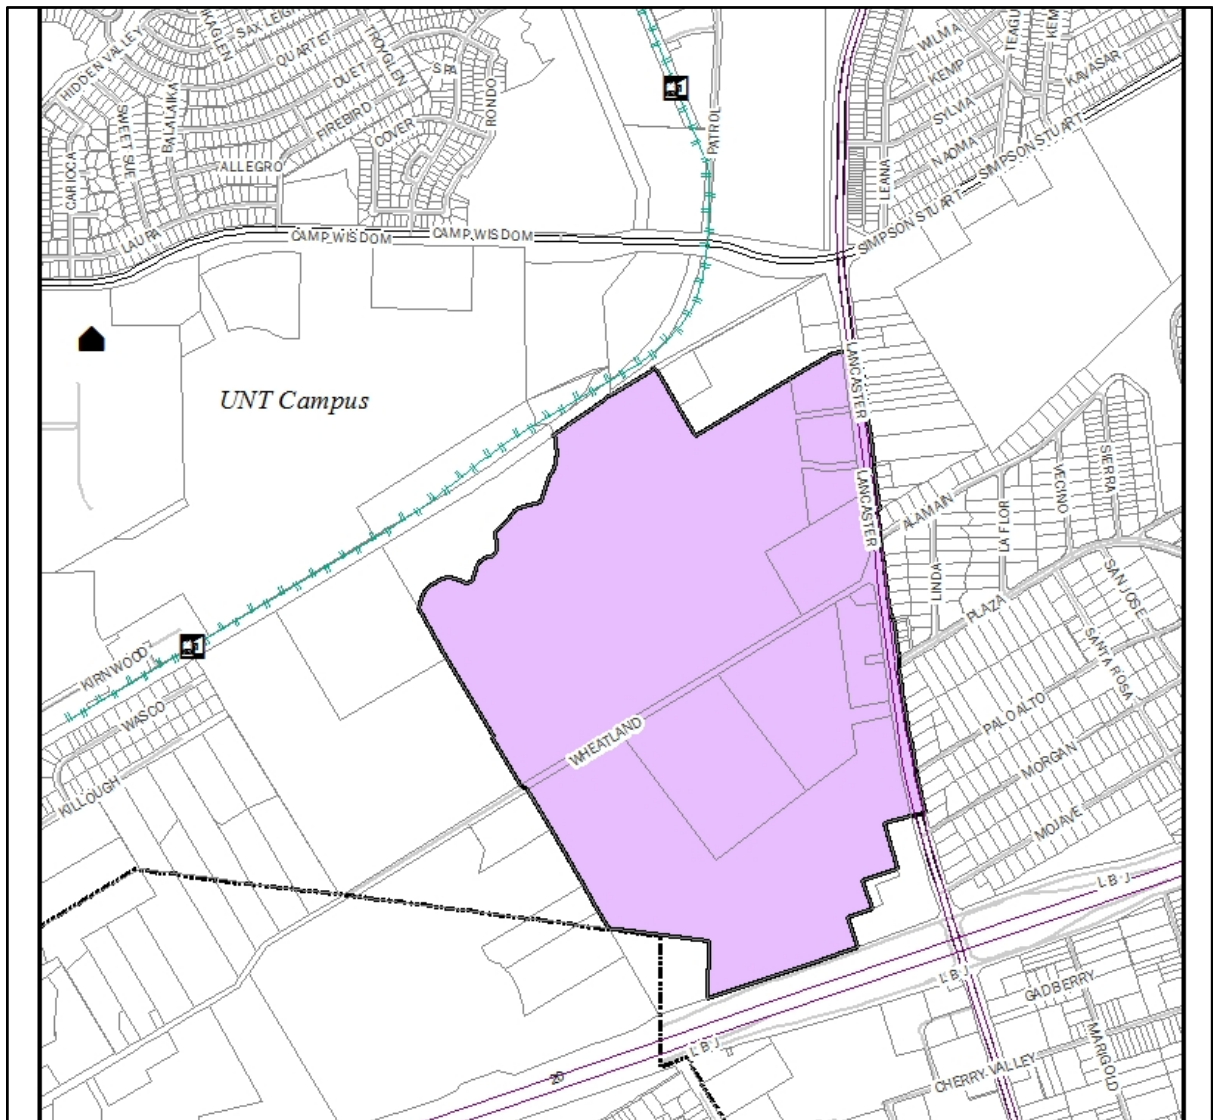 HIDDEN VALLEY
SAX LEIGH
QUARTET
TROYGLEN
DUET
SPA
RONDO
FIREBIRD
COVER
SWEET SUE
BALALAIKA
CARIOCA
ALLEGRO
LAURA
CAMP WISDOM
CAMP WISDOM
PATROL
WILMA
KEMP
SYLVIA
NAOMA
KAVASAR
LEANA
SIMPSON STUART
SIMPSON STUART
UNT Campus
LANCASTER
LANCASTER
ALAMAIN
LINDA
LA FLOR
VECINO
SIERRA
PLAZA
SAN JOSE
SANTA ROSA
PALO ALTO
MORGAN
MOJAVE
KIRNWOOD
WASCO
KILLOUGH
WHEATLAND
L B J
L B J
L B J
20
GADBERRY
MARIGOLD
CHERRY VALLEY